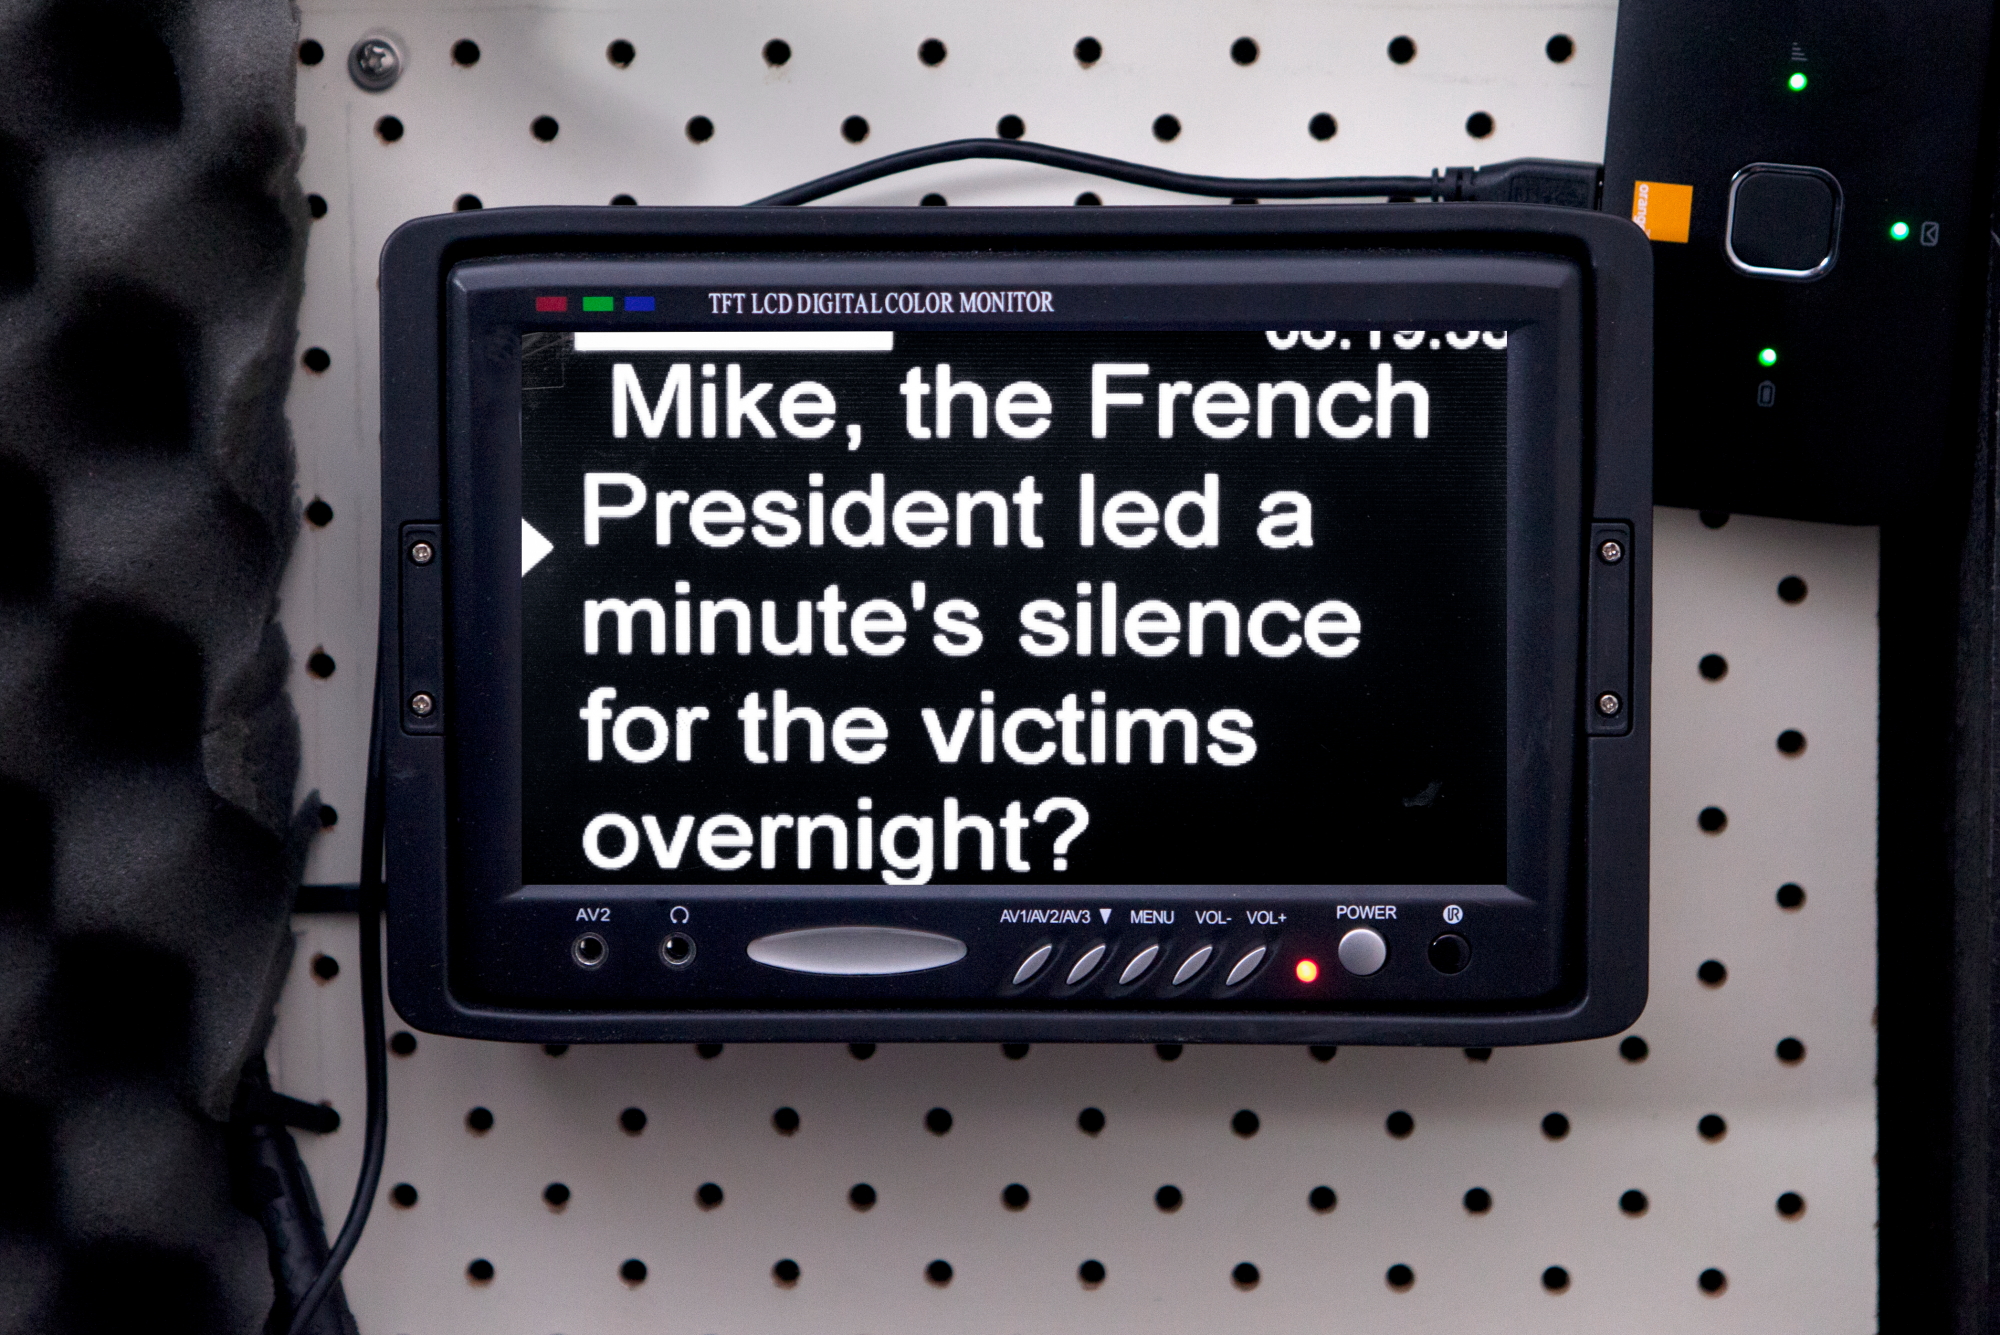 TFT LCD DIGITAL COLOR MONITOR
Mike, the French
President led a
minute's silence
for the victims
overnight?
AV2
AV1/AV2/AV3 ▼ MENU VOL- VOL+ POWER IR